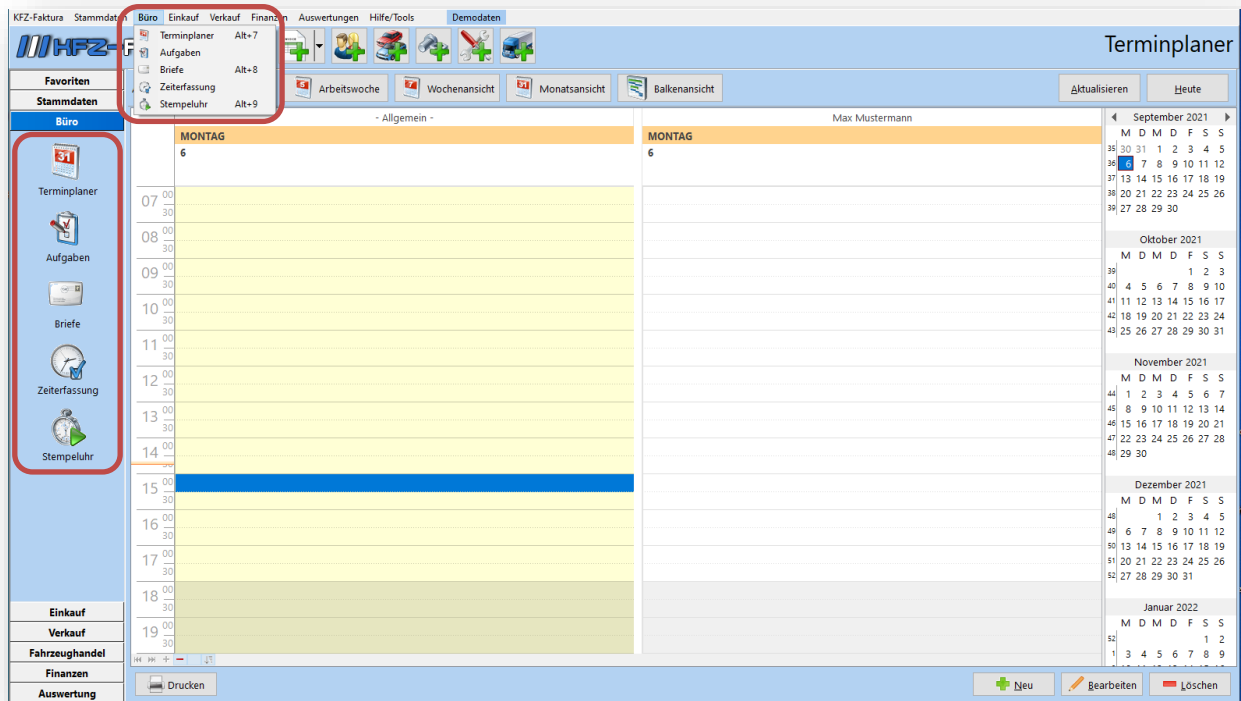 KFZ-Faktura Stammdaten Büro Einkauf Verkauf Finanzen Auswertungen Hilfe/Tools Demodaten
Terminplaner Alt+7
Aufgaben
Briefe Alt+8
Zeiterfassung
Stempeluhr Alt+9
KFZ-F
Terminplaner
Arbeitswoche Wochenansicht Monatsansicht Balkenansicht Aktualisieren Heute
Favoriten
Stammdaten
Büro
Terminplaner
Aufgaben
Briefe
Zeiterfassung
Stempeluhr
Einkauf
Verkauf
Fahrzeughandel
Finanzen
Auswertung
- Allgemein - Max Mustermann
MONTAG MONTAG
6 6
07 00
30
08 00
30
09 00
30
10 00
30
11 00
30
12 00
30
13 00
30
14 00
15 00
30
16 00
30
17 00
30
18 00
30
19 00
30
September 2021
M D M D F S S
35 30 31 1 2 3 4 5
36 6 7 8 9 10 11 12
37 13 14 15 16 17 18 19
38 20 21 22 23 24 25 26
39 27 28 29 30
Oktober 2021
M D M D F S S
39 1 2 3
40 4 5 6 7 8 9 10
41 11 12 13 14 15 16 17
42 18 19 20 21 22 23 24
43 25 26 27 28 29 30 31
November 2021
M D M D F S S
44 1 2 3 4 5 6 7
45 8 9 10 11 12 13 14
46 15 16 17 18 19 20 21
47 22 23 24 25 26 27 28
48 29 30
Dezember 2021
M D M D F S S
48 1 2 3 4 5
49 6 7 8 9 10 11 12
50 13 14 15 16 17 18 19
51 20 21 22 23 24 25 26
52 27 28 29 30 31
Januar 2022
M D M D F S S
52 1 2
1 3 4 5 6 7 8 9
Drucken Neu Bearbeiten Löschen